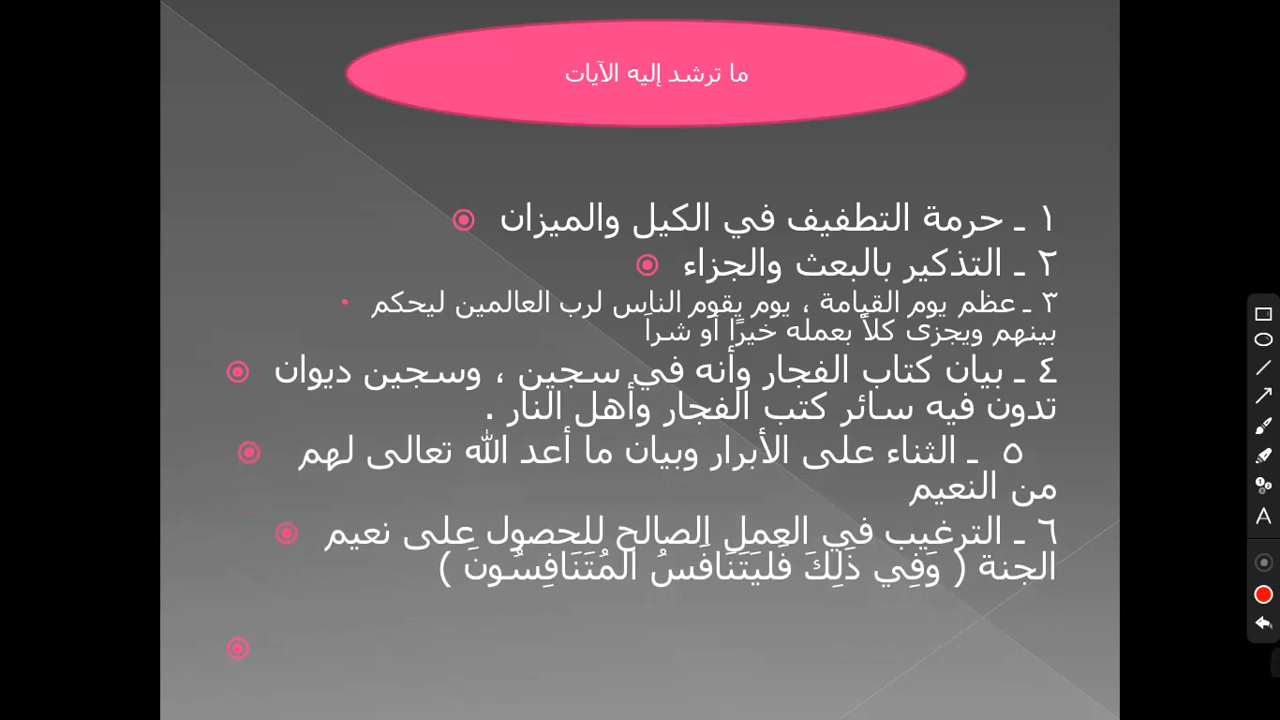 ما ترشد إليه الآيات
١ ـ حرمة التطفيف في الكيل والميزان
٢ ـ التذكير بالبعث والجزاء
٣ ـ عظم يوم القيامة ، يوم يقوم الناس لرب العالمين ليحكم
بينهم ويجزى كلاً بعمله خيرًا أو شراً
٤ ـ بيان كتاب الفجار وأنه في سجين ، وسجين ديوان
تدون فيه سائر كتب الفجار وأهل النار .
٥ ـ الثناء على الأبرار وبيان ما أعد الله تعالى لهم
من النعيم
٦ ـ الترغيب في العمل الصالح للحصول على نعيم
الجنة ( وَفِي ذَلِكَ فَليَتَنَافَسُ المُتَنَافِسُونَ )